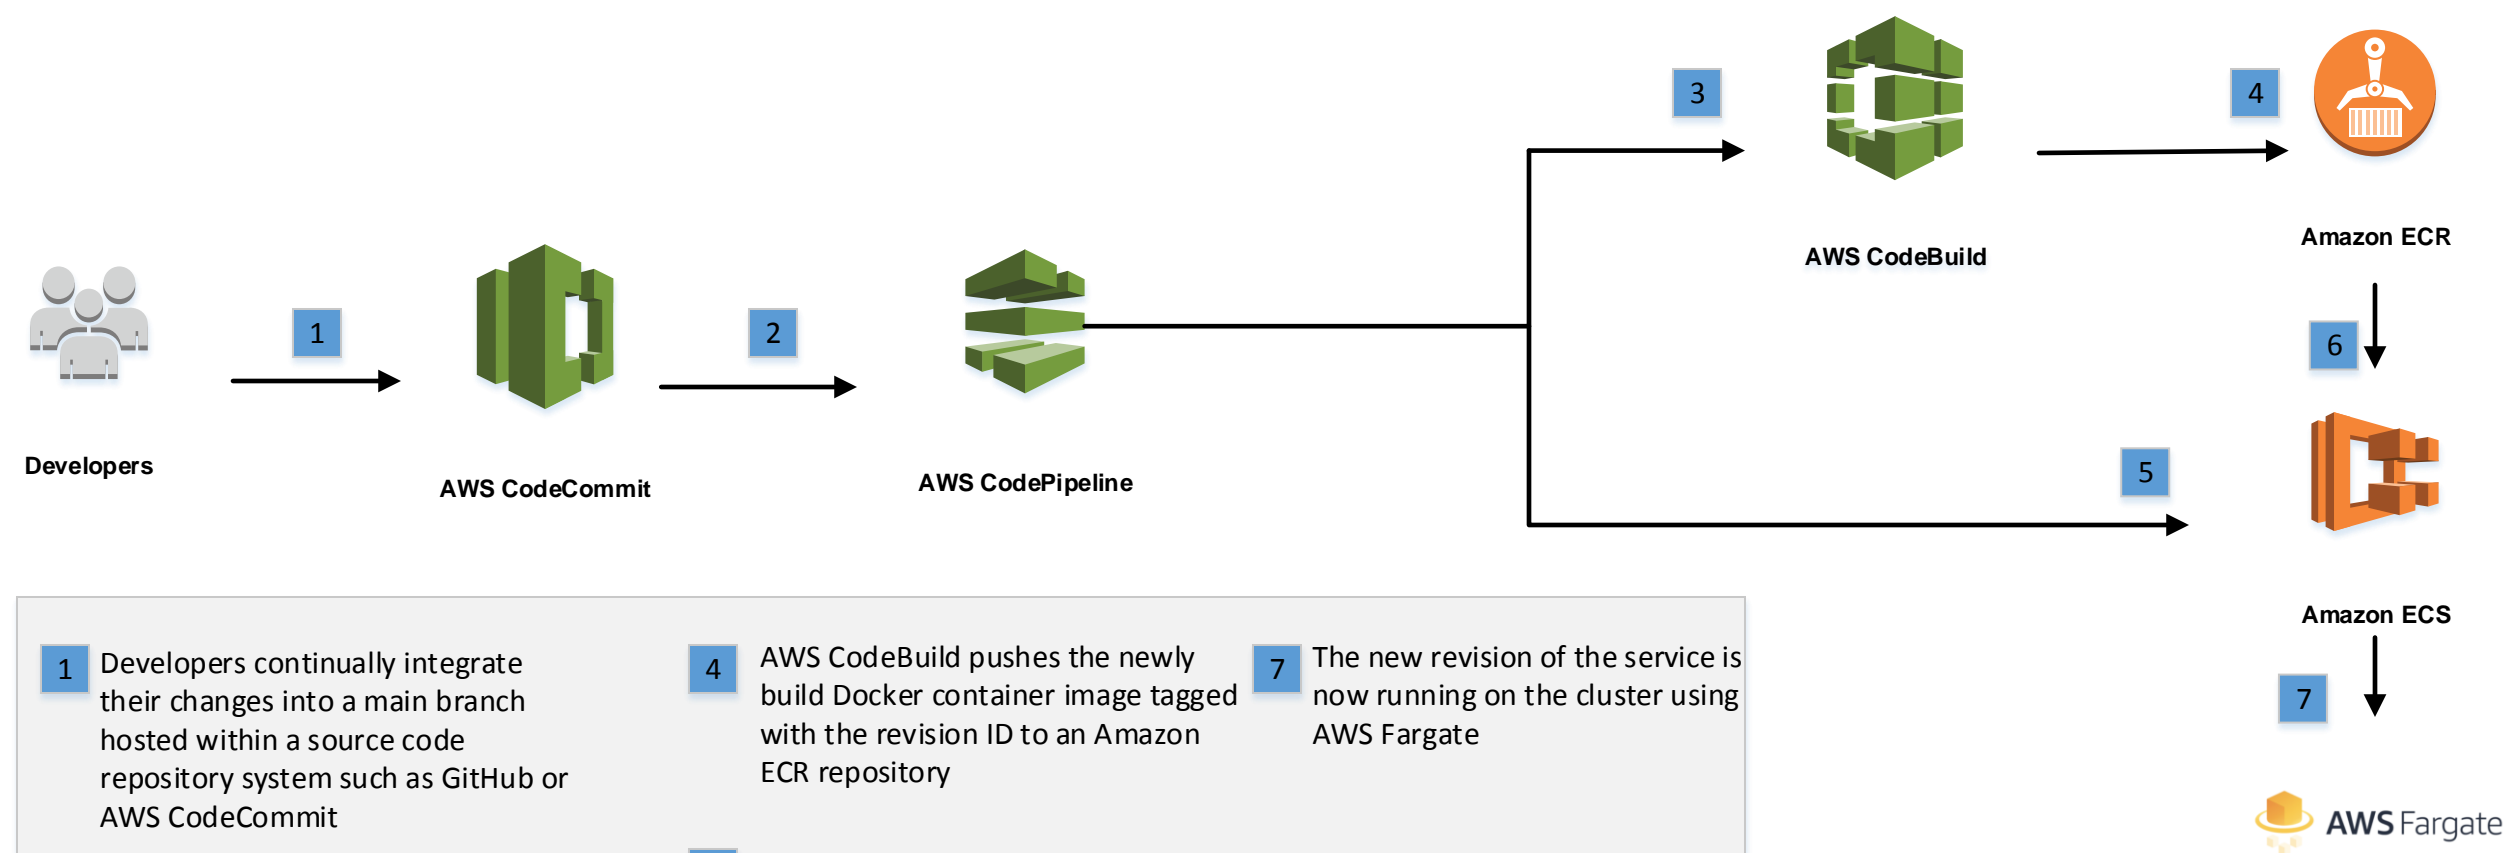 3
4
Amazon ECR
AWS CodeBuild
1
2
6
Developers
AWS CodeCommit
AWS CodePipeline
5
Amazon ECS
1
Developers continually integrate
their changes into a main branch
hosted within a source code
repository system such as GitHub or
AWS CodeCommit
4
AWS CodeBuild pushes the newly
build Docker container image tagged
with the revision ID to an Amazon
ECR repository
7
The new revision of the service is
now running on the cluster using
AWS Fargate
7
AWS Fargate